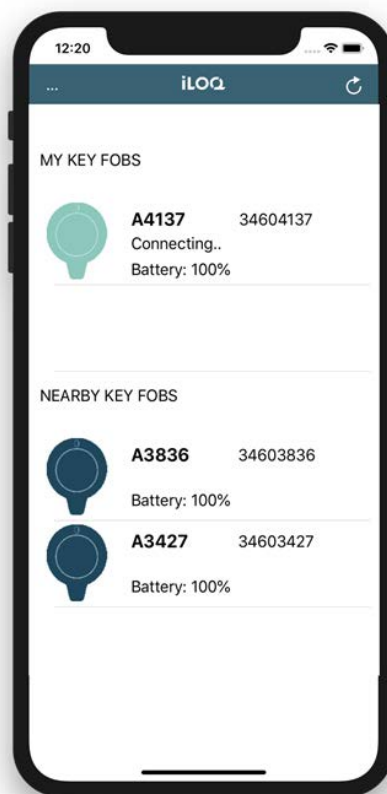 12:20
... iLOQ
MY KEY FOBS
A4137 34604137
Connecting..
Battery: 100%
NEARBY KEY FOBS
A3836 34603836
Battery: 100%
A3427 34603427
Battery: 100%